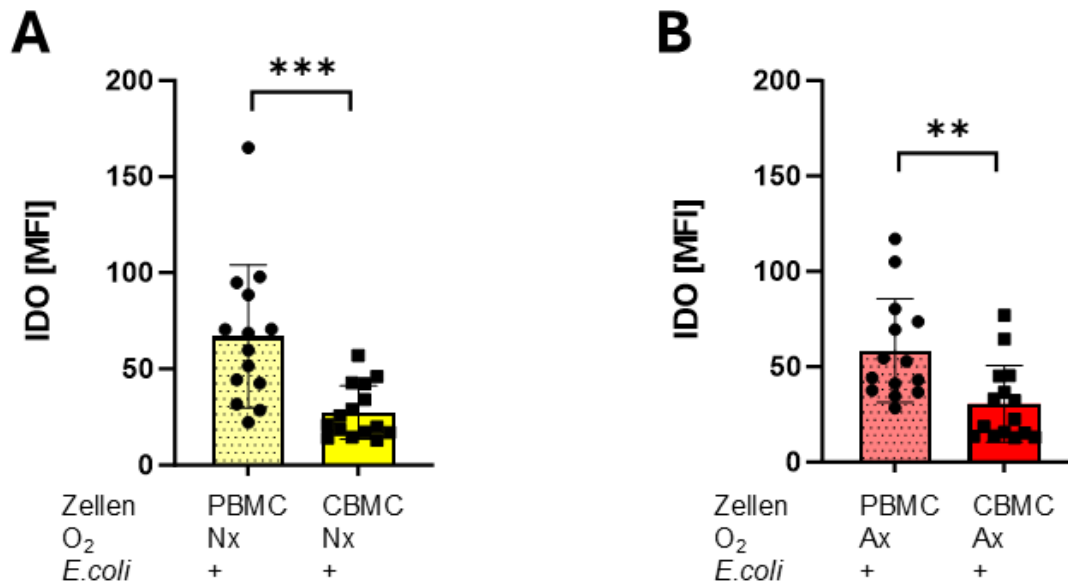 A
200
150
100
50
0
IDO [MFI]
***
Zellen PBMC CBMC
O₂ Nx Nx
E.coli + +
B
200
150
100
50
0
IDO [MFI]
**
Zellen PBMC CBMC
O₂ Ax Ax
E.coli + +